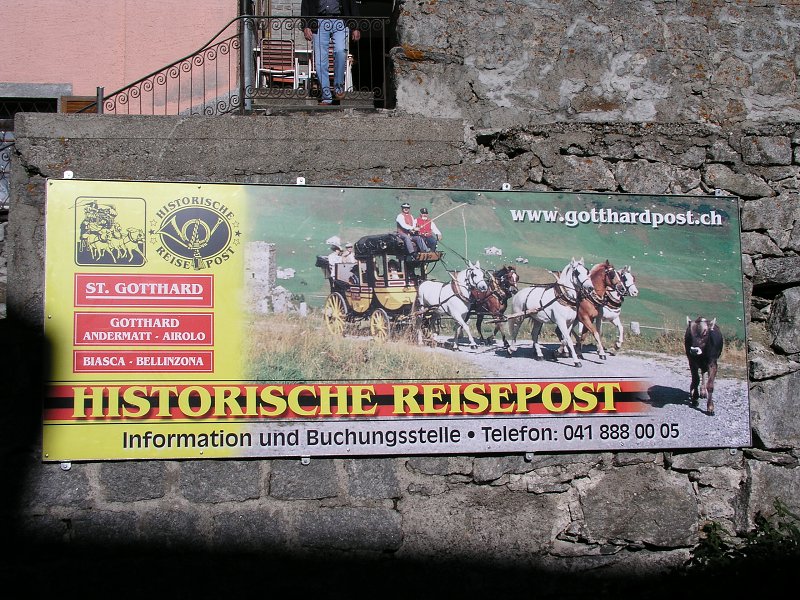 www.gotthardpost.ch
HISTORISCHE
REISEPOST
ST. GOTTHARD
GOTTHARD
ANDERMATT - AIROLO
BIASCA - BELLINZONA
HISTORISCHE REISEPOST
Information und Buchungsstelle • Telefon: 041 888 00 05